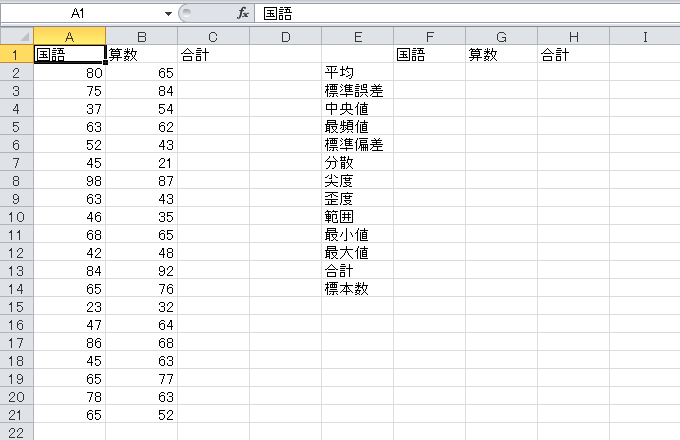 A1 fx 国語
A B C D E F G H I
1 国語 算数 合計 国語 算数 合計
2 80 65 平均
3 75 84 標準誤差
4 37 54 中央値
5 63 62 最頻値
6 52 43 標準偏差
7 45 21 分散
8 98 87 尖度
9 63 43 歪度
10 46 35 範囲
11 68 65 最小値
12 42 48 最大値
13 84 92 合計
14 65 76 標本数
15 23 32
16 47 64
17 86 68
18 45 63
19 65 77
20 78 63
21 65 52
22